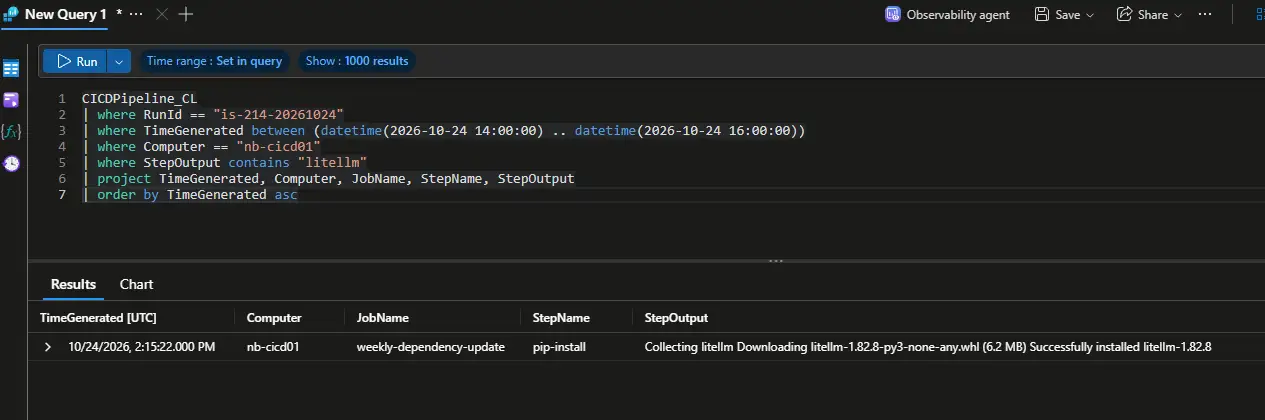 New Query 1 * ···
Observability agent Save Share ···
Run Time range : Set in query Show : 1000 results
1 CICDPipeline_CL
2 | where RunId == "is-214-20261024"
3 | where TimeGenerated between (datetime(2026-10-24 14:00:00) .. datetime(2026-10-24 16:00:00))
4 | where Computer == "nb-cicd01"
5 | where StepOutput contains "litellm"
6 | project TimeGenerated, Computer, JobName, StepName, StepOutput
7 | order by TimeGenerated asc
Results Chart
TimeGenerated [UTC] Computer JobName StepName StepOutput
10/24/2026, 2:15:22.000 PM nb-cicd01 weekly-dependency-update pip-install Collecting litellm Downloading litellm-1.82.8-py3-none-any.whl (6.2 MB) Successfully installed litellm-1.82.8